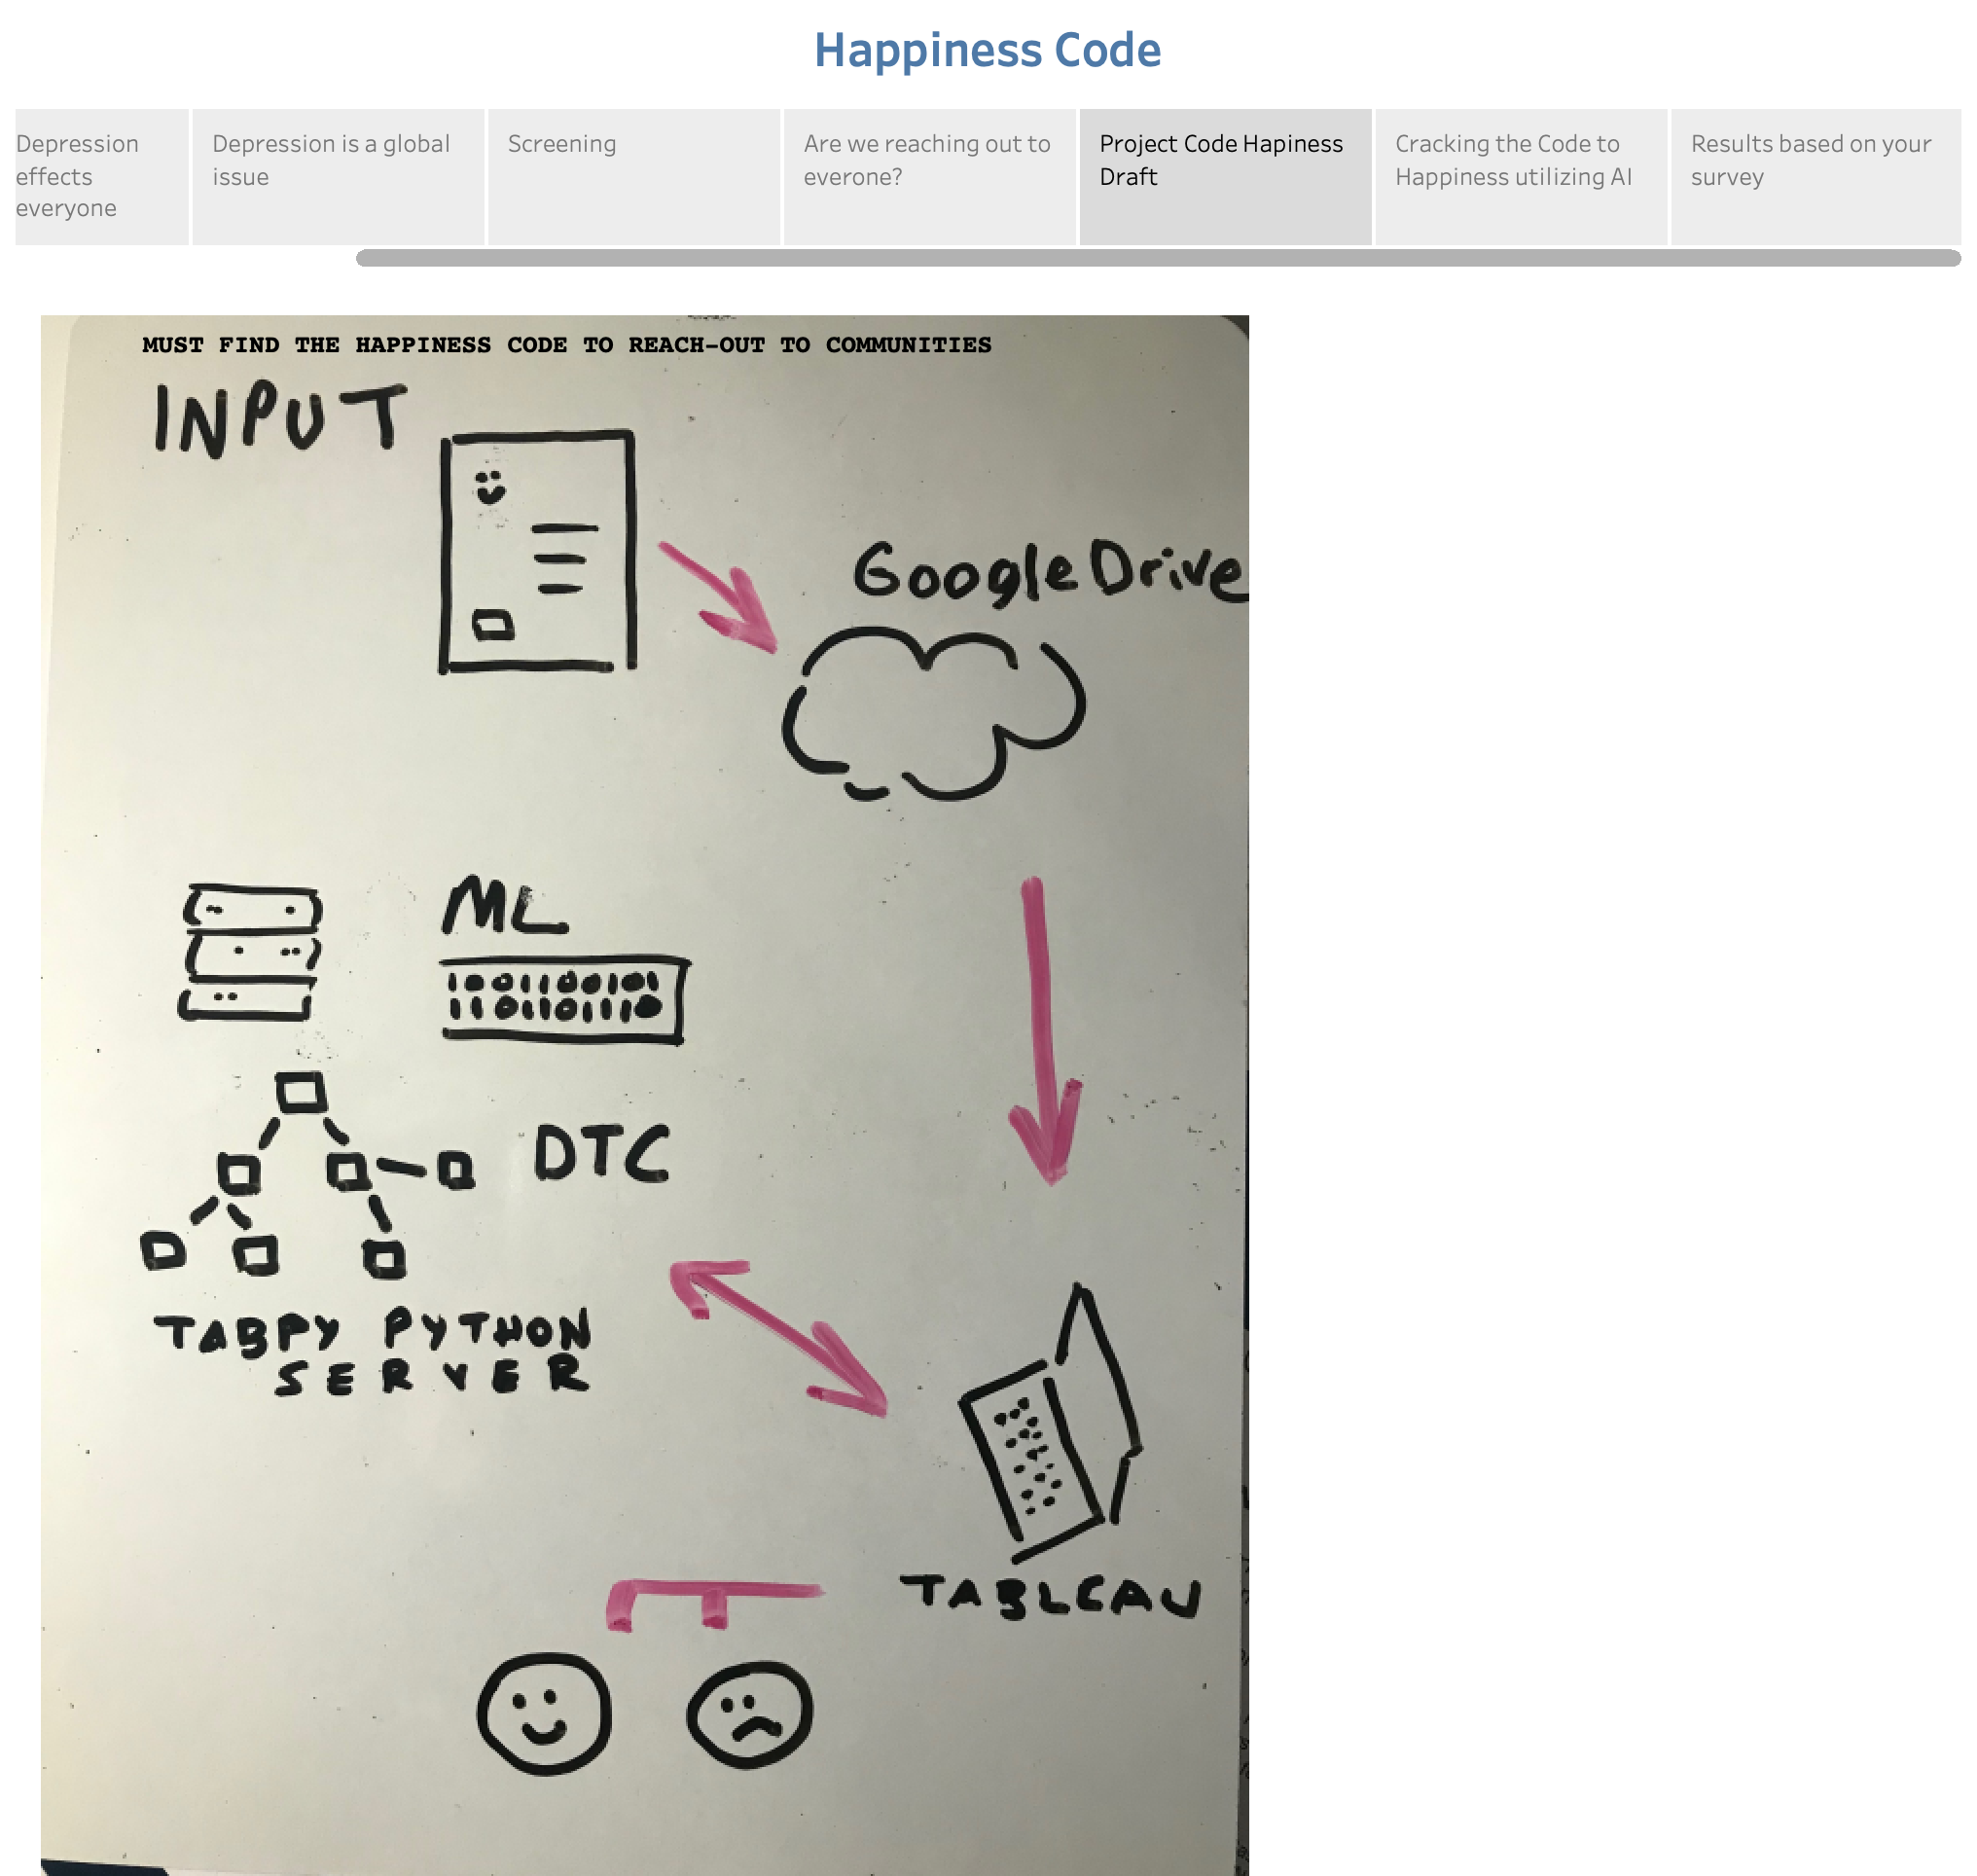 Happiness Code
Depression
effects
everyone
Depression is a global
issue
Screening
Are we reaching out to
everone?
Project Code Hapiness
Draft
Cracking the Code to
Happiness utilizing AI
Results based on your
survey
MUST FIND THE HAPPINESS CODE TO REACH-OUT TO COMMUNITIES
INPUT
Google Drive
ML
1001100101
11011011110
DTC
TABPY PYTHON
SERVER
TABLEAU